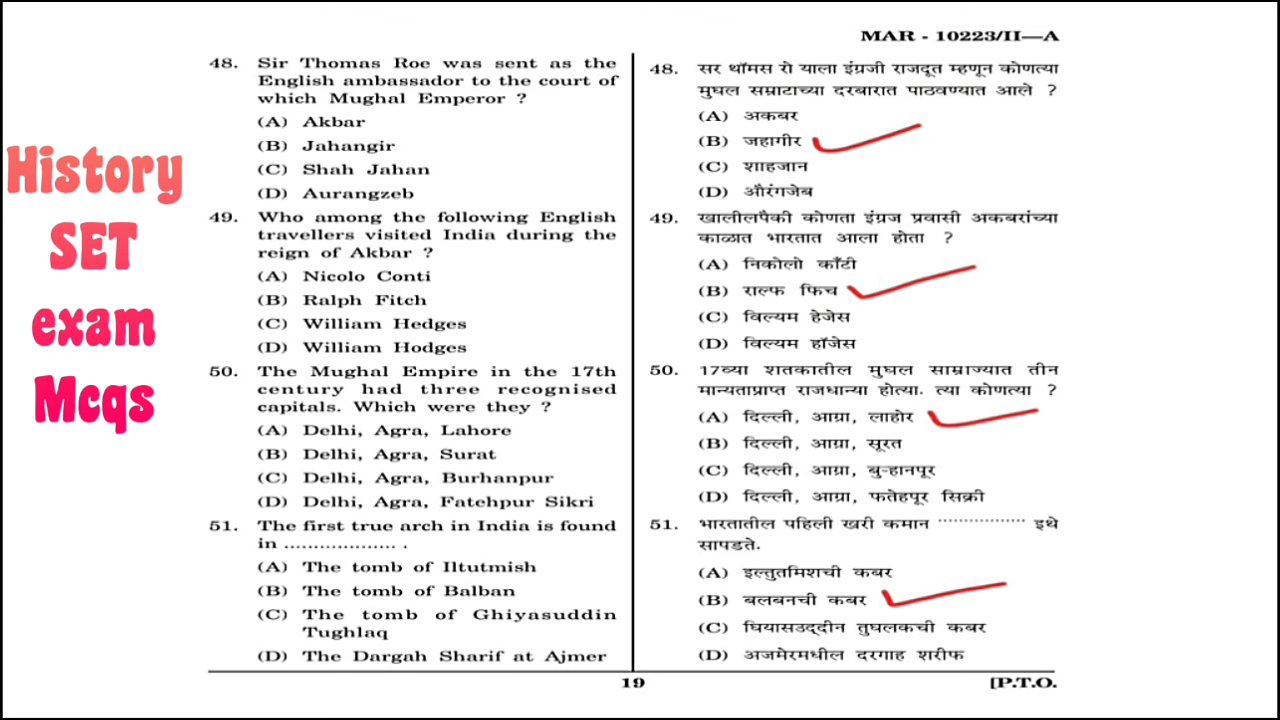 History
SET
exam
Mcqs
MAR - 10223/II—A
48. Sir Thomas Roe was sent as the
English ambassador to the court of
which Mughal Emperor ?
(A) Akbar
(B) Jahangir
(C) Shah Jahan
(D) Aurangzeb
49. Who among the following English
travellers visited India during the
reign of Akbar ?
(A) Nicolo Conti
(B) Ralph Fitch
(C) William Hedges
(D) William Hodges
50. The Mughal Empire in the 17th
century had three recognised
capitals. Which were they ?
(A) Delhi, Agra, Lahore
(B) Delhi, Agra, Surat
(C) Delhi, Agra, Burhanpur
(D) Delhi, Agra, Fatehpur Sikri
51. The first true arch in India is found
in ................... .
(A) The tomb of Iltutmish
(B) The tomb of Balban
(C) The tomb of Ghiyasuddin
Tughlaq
(D) The Dargah Sharif at Ajmer
48. सर थॉमस रो याला इंग्रजी राजदूत म्हणून कोणत्या
मुघल सम्राटाच्या दरबारात पाठवण्यात आले ?
(A) अकबर
(B) जहागीर
(C) शाहजान
(D) औरंगजेब
49. खालीलपैकी कोणता इंग्रज प्रवासी अकबरांच्या
काळात भारतात आला होता ?
(A) निकोलो काँटी
(B) राल्फ फिच
(C) विल्यम हेजेस
(D) विल्यम हॉजेस
50. 17व्या शतकातील मुघल साम्राज्यात तीन
मान्यताप्राप्त राजधान्या होत्या. त्या कोणत्या ?
(A) दिल्ली, आग्रा, लाहोर
(B) दिल्ली, आग्रा, सूरत
(C) दिल्ली, आग्रा, बुऱ्हानपूर
(D) दिल्ली, आग्रा, फतेहपूर सिक्री
51. भारतातील पहिली खरी कमान ................ इथे
सापडते.
(A) इल्तुतमिशची कबर
(B) बलबनची कबर
(C) घियासउद्दीन तुघलकची कबर
(D) अजमेरमधील दरगाह शरीफ
19
[P.T.O.